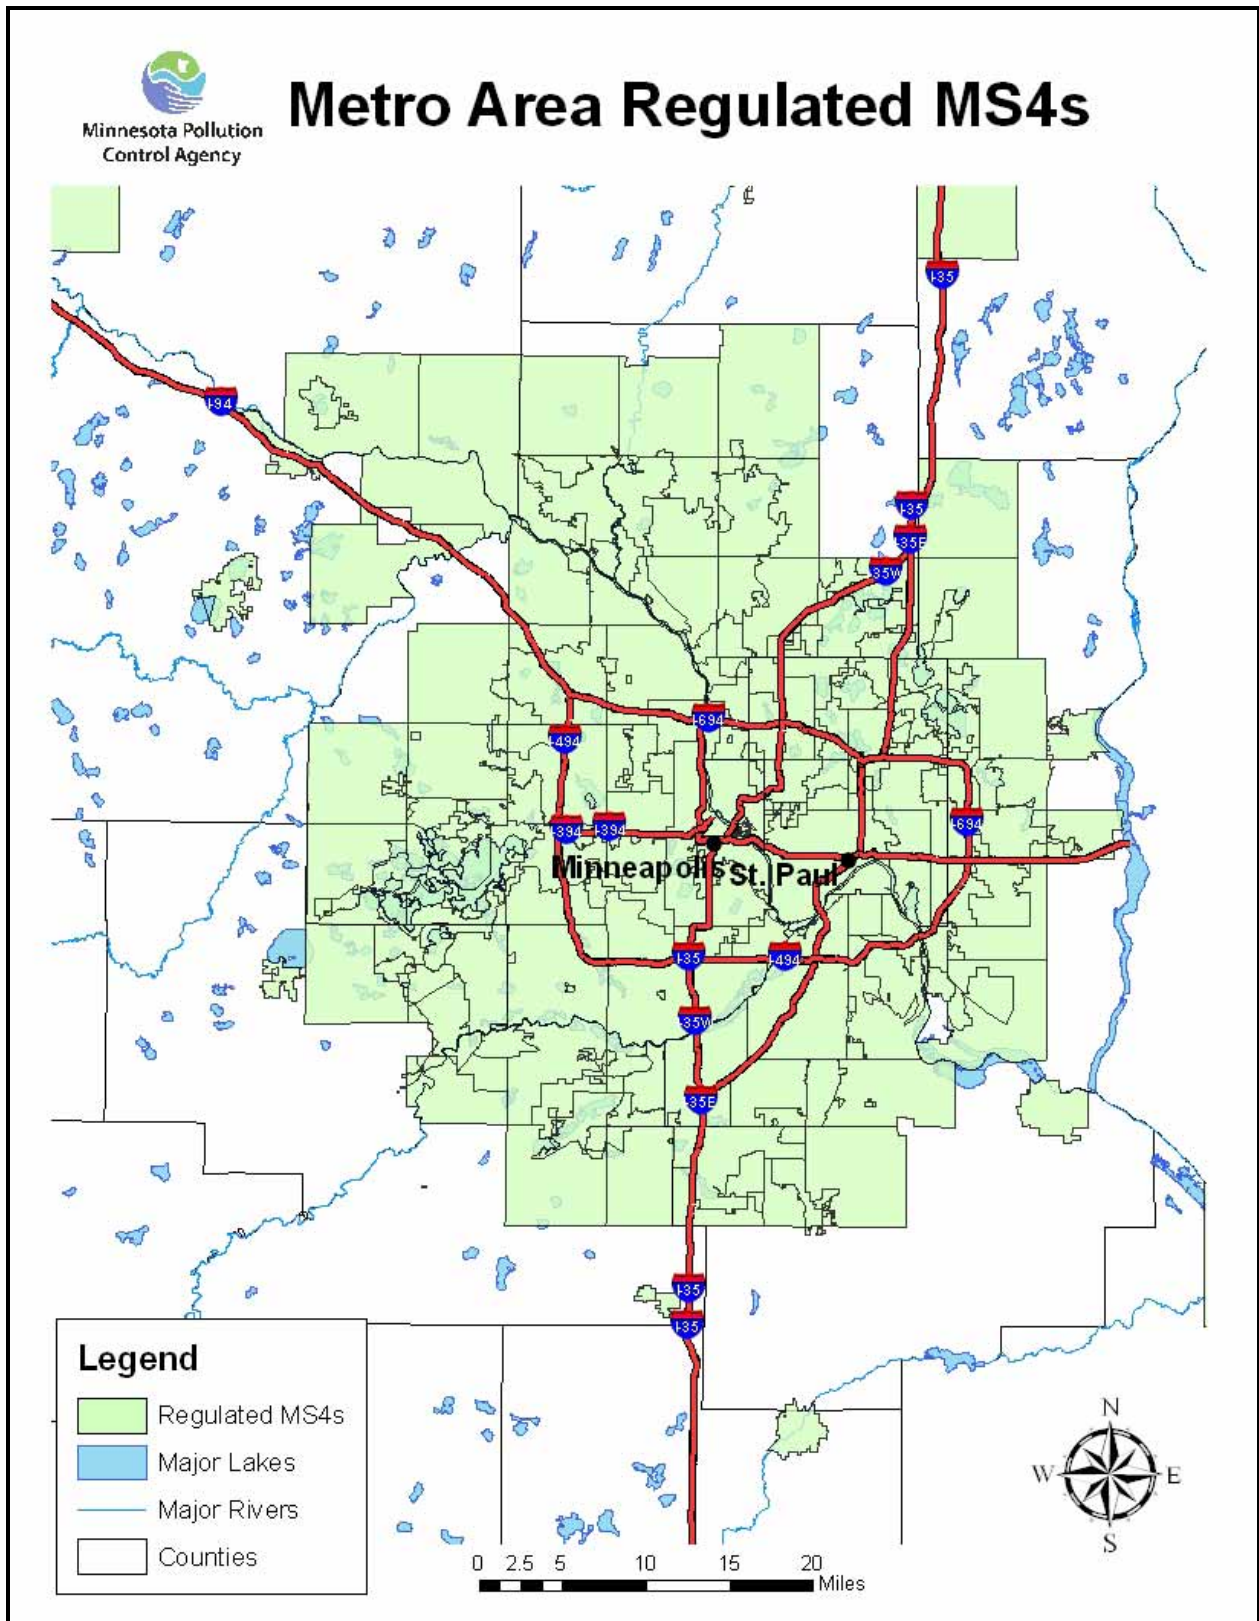 Metro Area Regulated MS4s
Minnesota Pollution
Control Agency
I-35
I-94
I-35
I-35E
I-35W
I-694
I-494
I-394
I-394
I-694
Minneapolis
St. Paul
I-35
I-494
I-35W
I-35E
I-35
I-35
Legend
Regulated MS4s
Major Lakes
Major Rivers
Counties
N
W
E
S
0 2.5 5 10 15 20
Miles